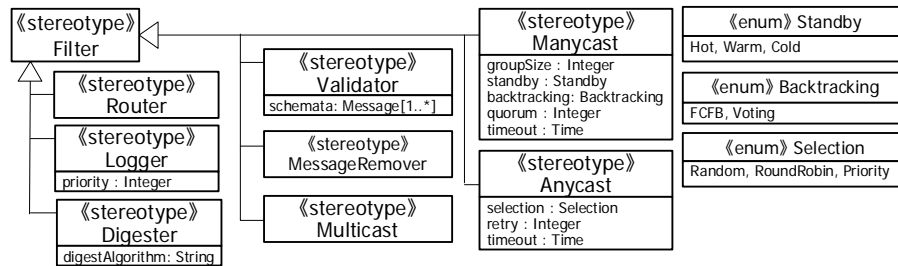 《stereotype》
Filter
《stereotype》
Router
《stereotype》
Logger
priority : Integer
《stereotype》
Digester
digestAlgorithm: String
《stereotype》
Validator
schemata: Message[1..*]
《stereotype》
MessageRemover
《stereotype》
Multicast
《stereotype》
Manycast
groupSize : Integer
standby : Standby
backtracking: Backtracking
quorum : Integer
timeout : Time
《stereotype》
Anycast
selection : Selection
retry : Integer
timeout : Time
《enum》 Standby
Hot, Warm, Cold
《enum》 Backtracking
FCFB, Voting
《enum》 Selection
Random, RoundRobin, Priority